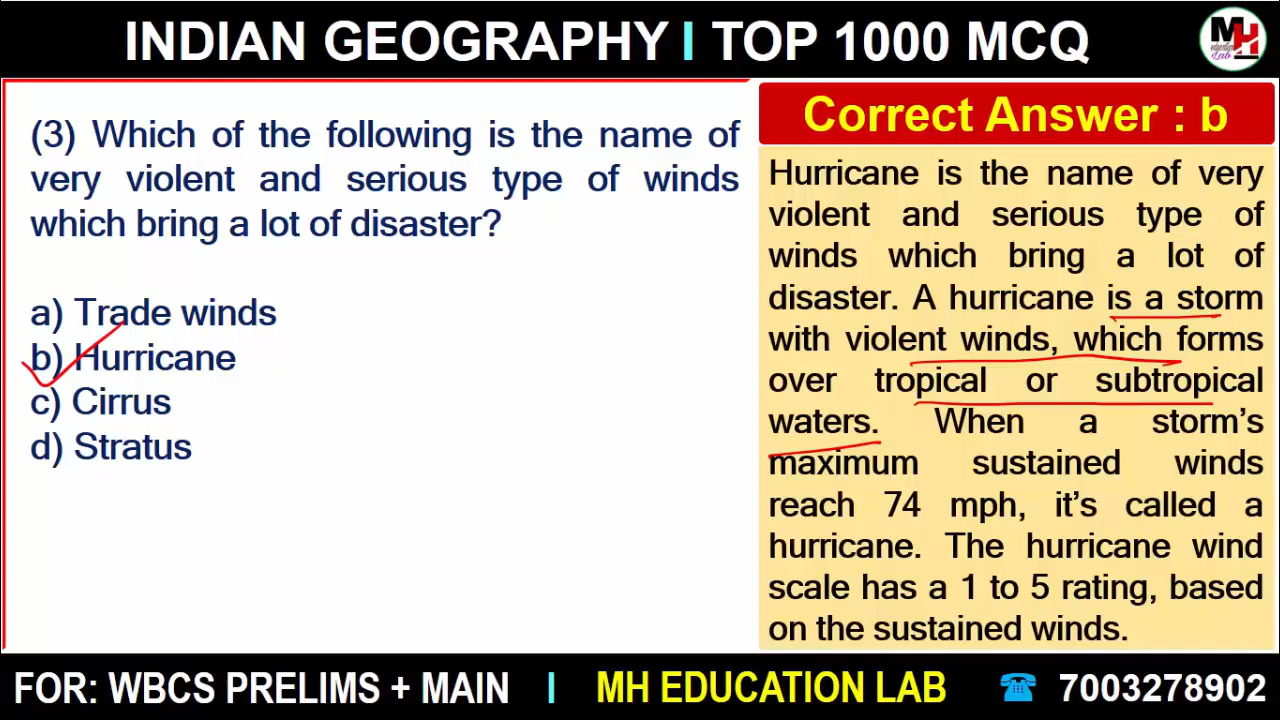 INDIAN GEOGRAPHY I TOP 1000 MCQ
MH
education
Lab
(3) Which of the following is the name of
very violent and serious type of winds
which bring a lot of disaster?
a) Trade winds
b) Hurricane
c) Cirrus
d) Stratus
Correct Answer : b
Hurricane is the name of very
violent and serious type of
winds which bring a lot of
disaster. A hurricane is a storm
with violent winds, which forms
over tropical or subtropical
waters. When a storm's
maximum sustained winds
reach 74 mph, it's called a
hurricane. The hurricane wind
scale has a 1 to 5 rating, based
on the sustained winds.
FOR: WBCS PRELIMS + MAIN I MH EDUCATION LAB ☎ 7003278902